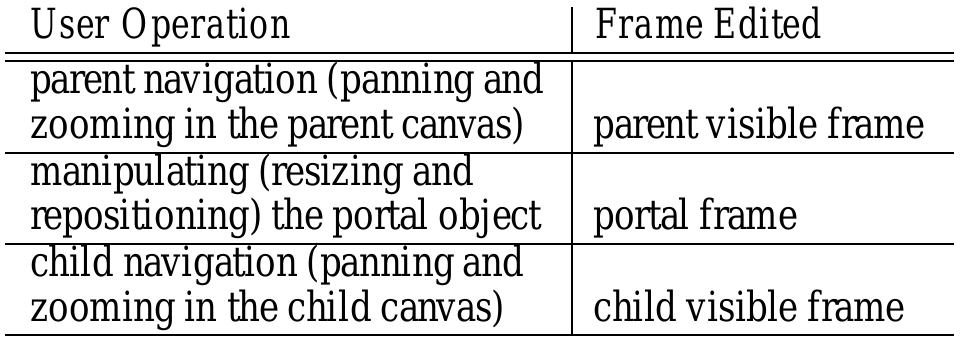 User Operation Frame Edited
parent navigation (panning and
zooming in the parent canvas) parent visible frame
manipulating (resizing and
repositioning) the portal object portal frame
child navigation (panning and
zooming in the child canvas) child visible frame